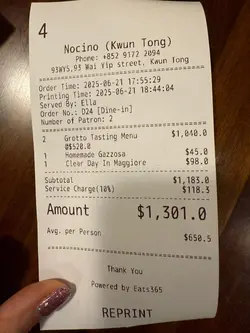 4
Nocino (Kwun Tong)
Phone: +852 9172 2094
93WYS,93 Wai Yip street, Kwun Tong
Order Time: 2025-06-21 17:55:29
Printing Time: 2025-06-21 18:44:04
Served By: Ella
Order No.: D24 [Dine-in]
Number of Patron: 2
2 Grotto Tasting Menu $1,040.0
@$520.0
1 Homemade Gazzosa $45.0
1 Clear Day In Maggiore $98.0
Subtotal $1,183.0
Service Charge(10%) $118.3
Amount $1,301.0
Avg. per Person $650.5
Thank You
Powered by Eats365
REPRINT